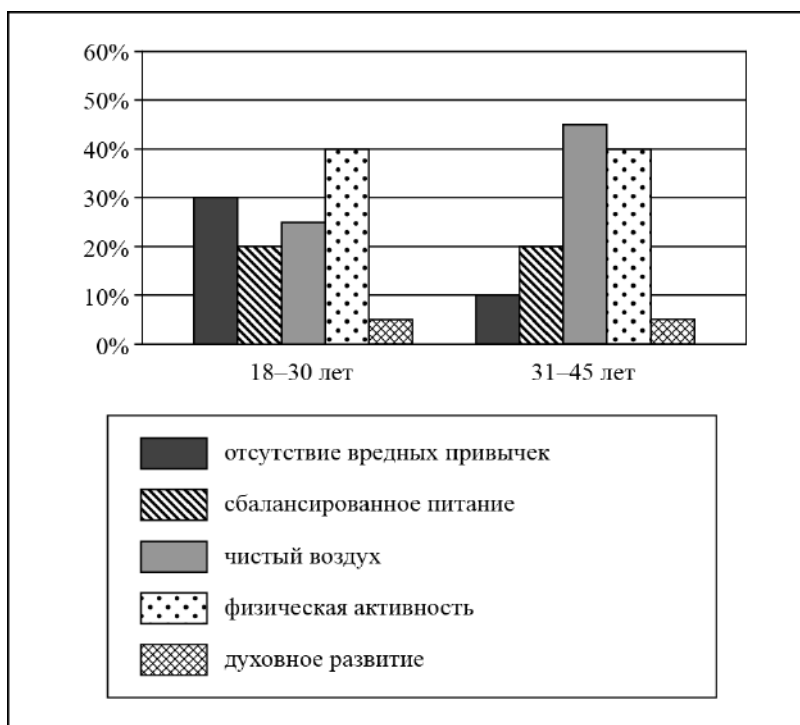 60%
50%
40%
30%
20%
10%
0%
18–30 лет
31–45 лет
отсутствие вредных привычек
сбалансированное питание
чистый воздух
физическая активность
духовное развитие